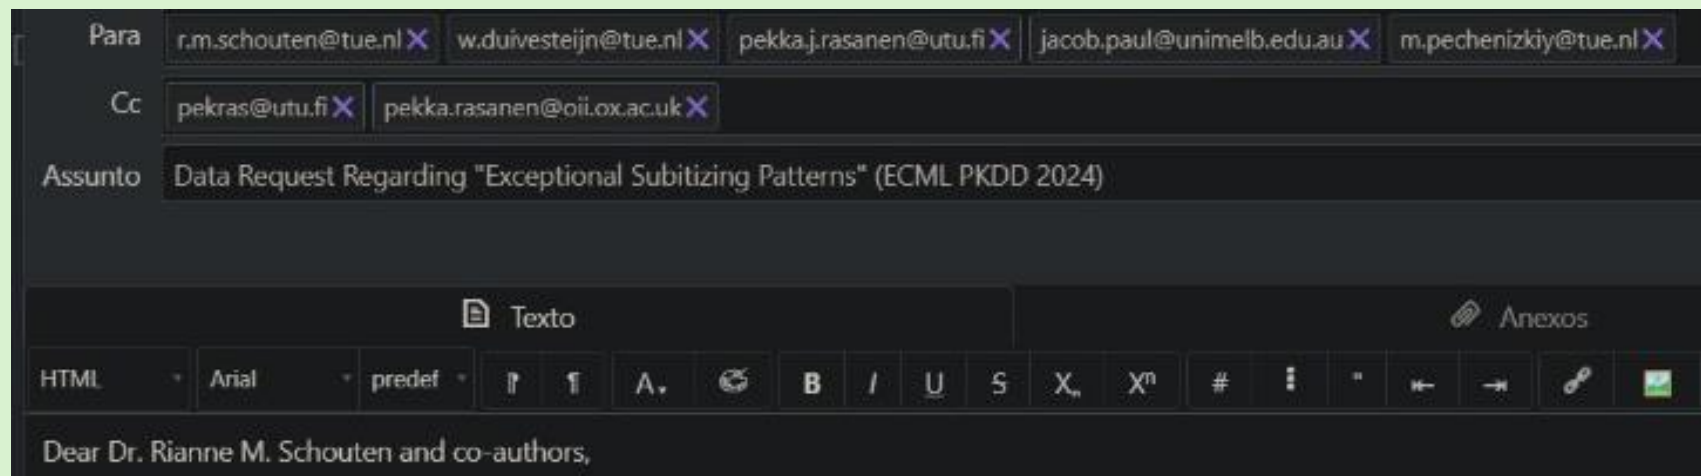 Para r.m.schouten@tue.nl w.duivesteijn@tue.nl pekka.j.rasanen@utu.fi jacob.paul@unimelb.edu.au m.pechenizkiy@tue.nl
Cc pekras@utu.fi pekka.rasanen@oii.ox.ac.uk
Assunto Data Request Regarding "Exceptional Subitizing Patterns" (ECML PKDD 2024)
Texto Anexos
HTML Arial predef A B I U S X Xⁿ # "
Dear Dr. Rianne M. Schouten and co-authors,